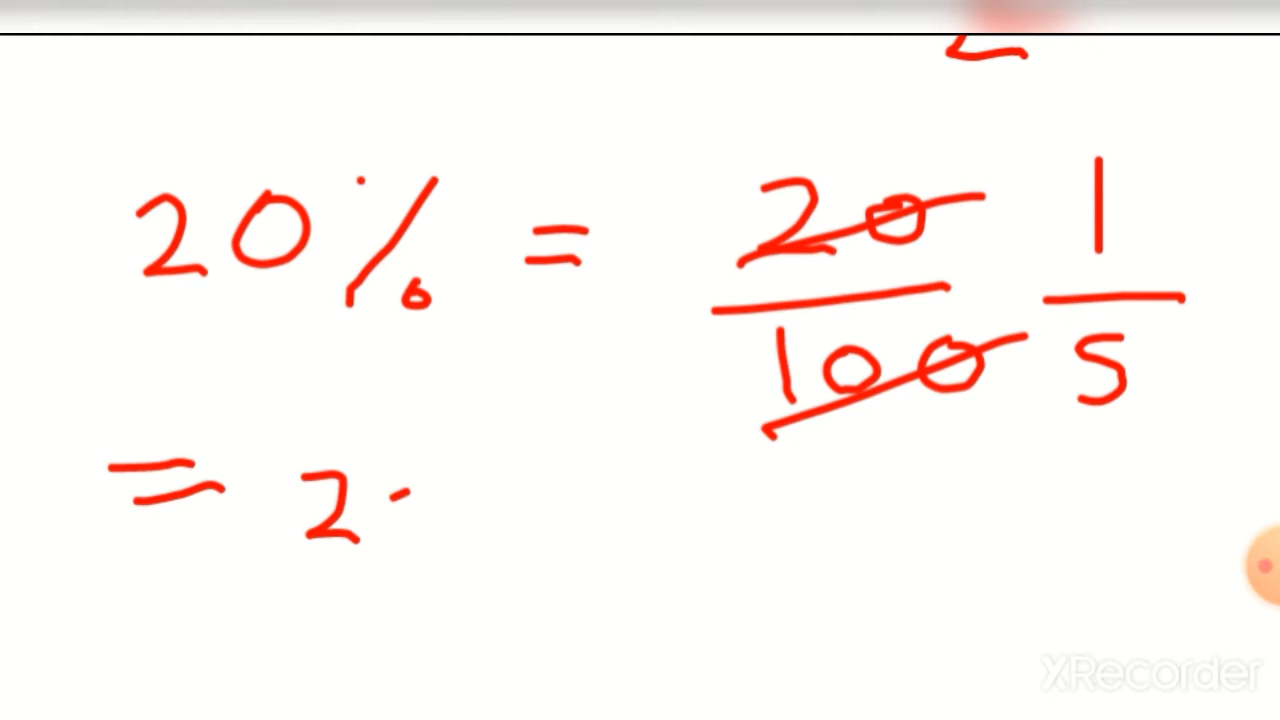 20% = 20/100 1/5
= 2
XRecorder